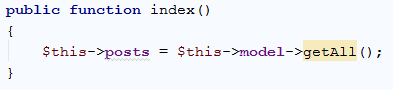 public function index()
{
    $this->posts = $this->model->getAll();
}